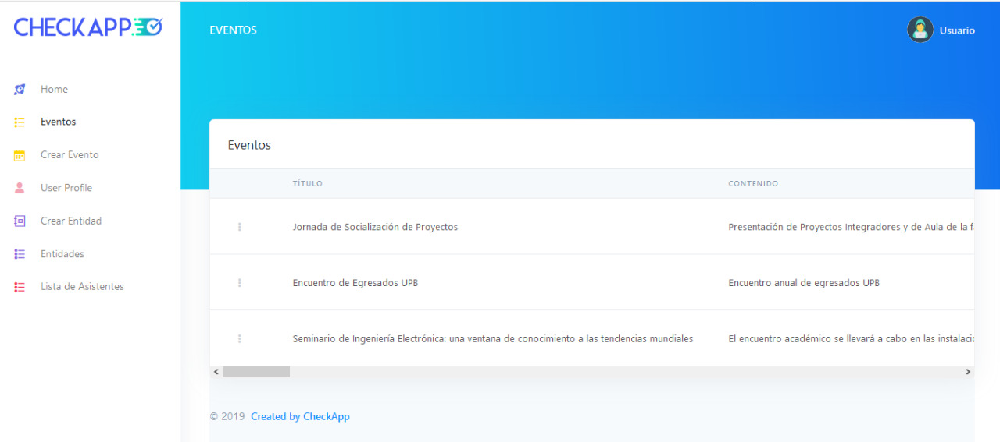 CHECKAPP
EVENTOS
Usuario
Home
Eventos
Crear Evento
User Profile
Crear Entidad
Entidades
Lista de Asistentes
Eventos
TÍTULO CONTENIDO
Jornada de Socialización de Proyectos Presentación de Proyectos Integradores y de Aula de la f
Encuentro de Egresados UPB Encuentro anual de egresados UPB
Seminario de Ingeniería Electrónica: una ventana de conocimiento a las tendencias mundiales El encuentro académico se llevará a cabo en las instalacio
© 2019 Created by CheckApp